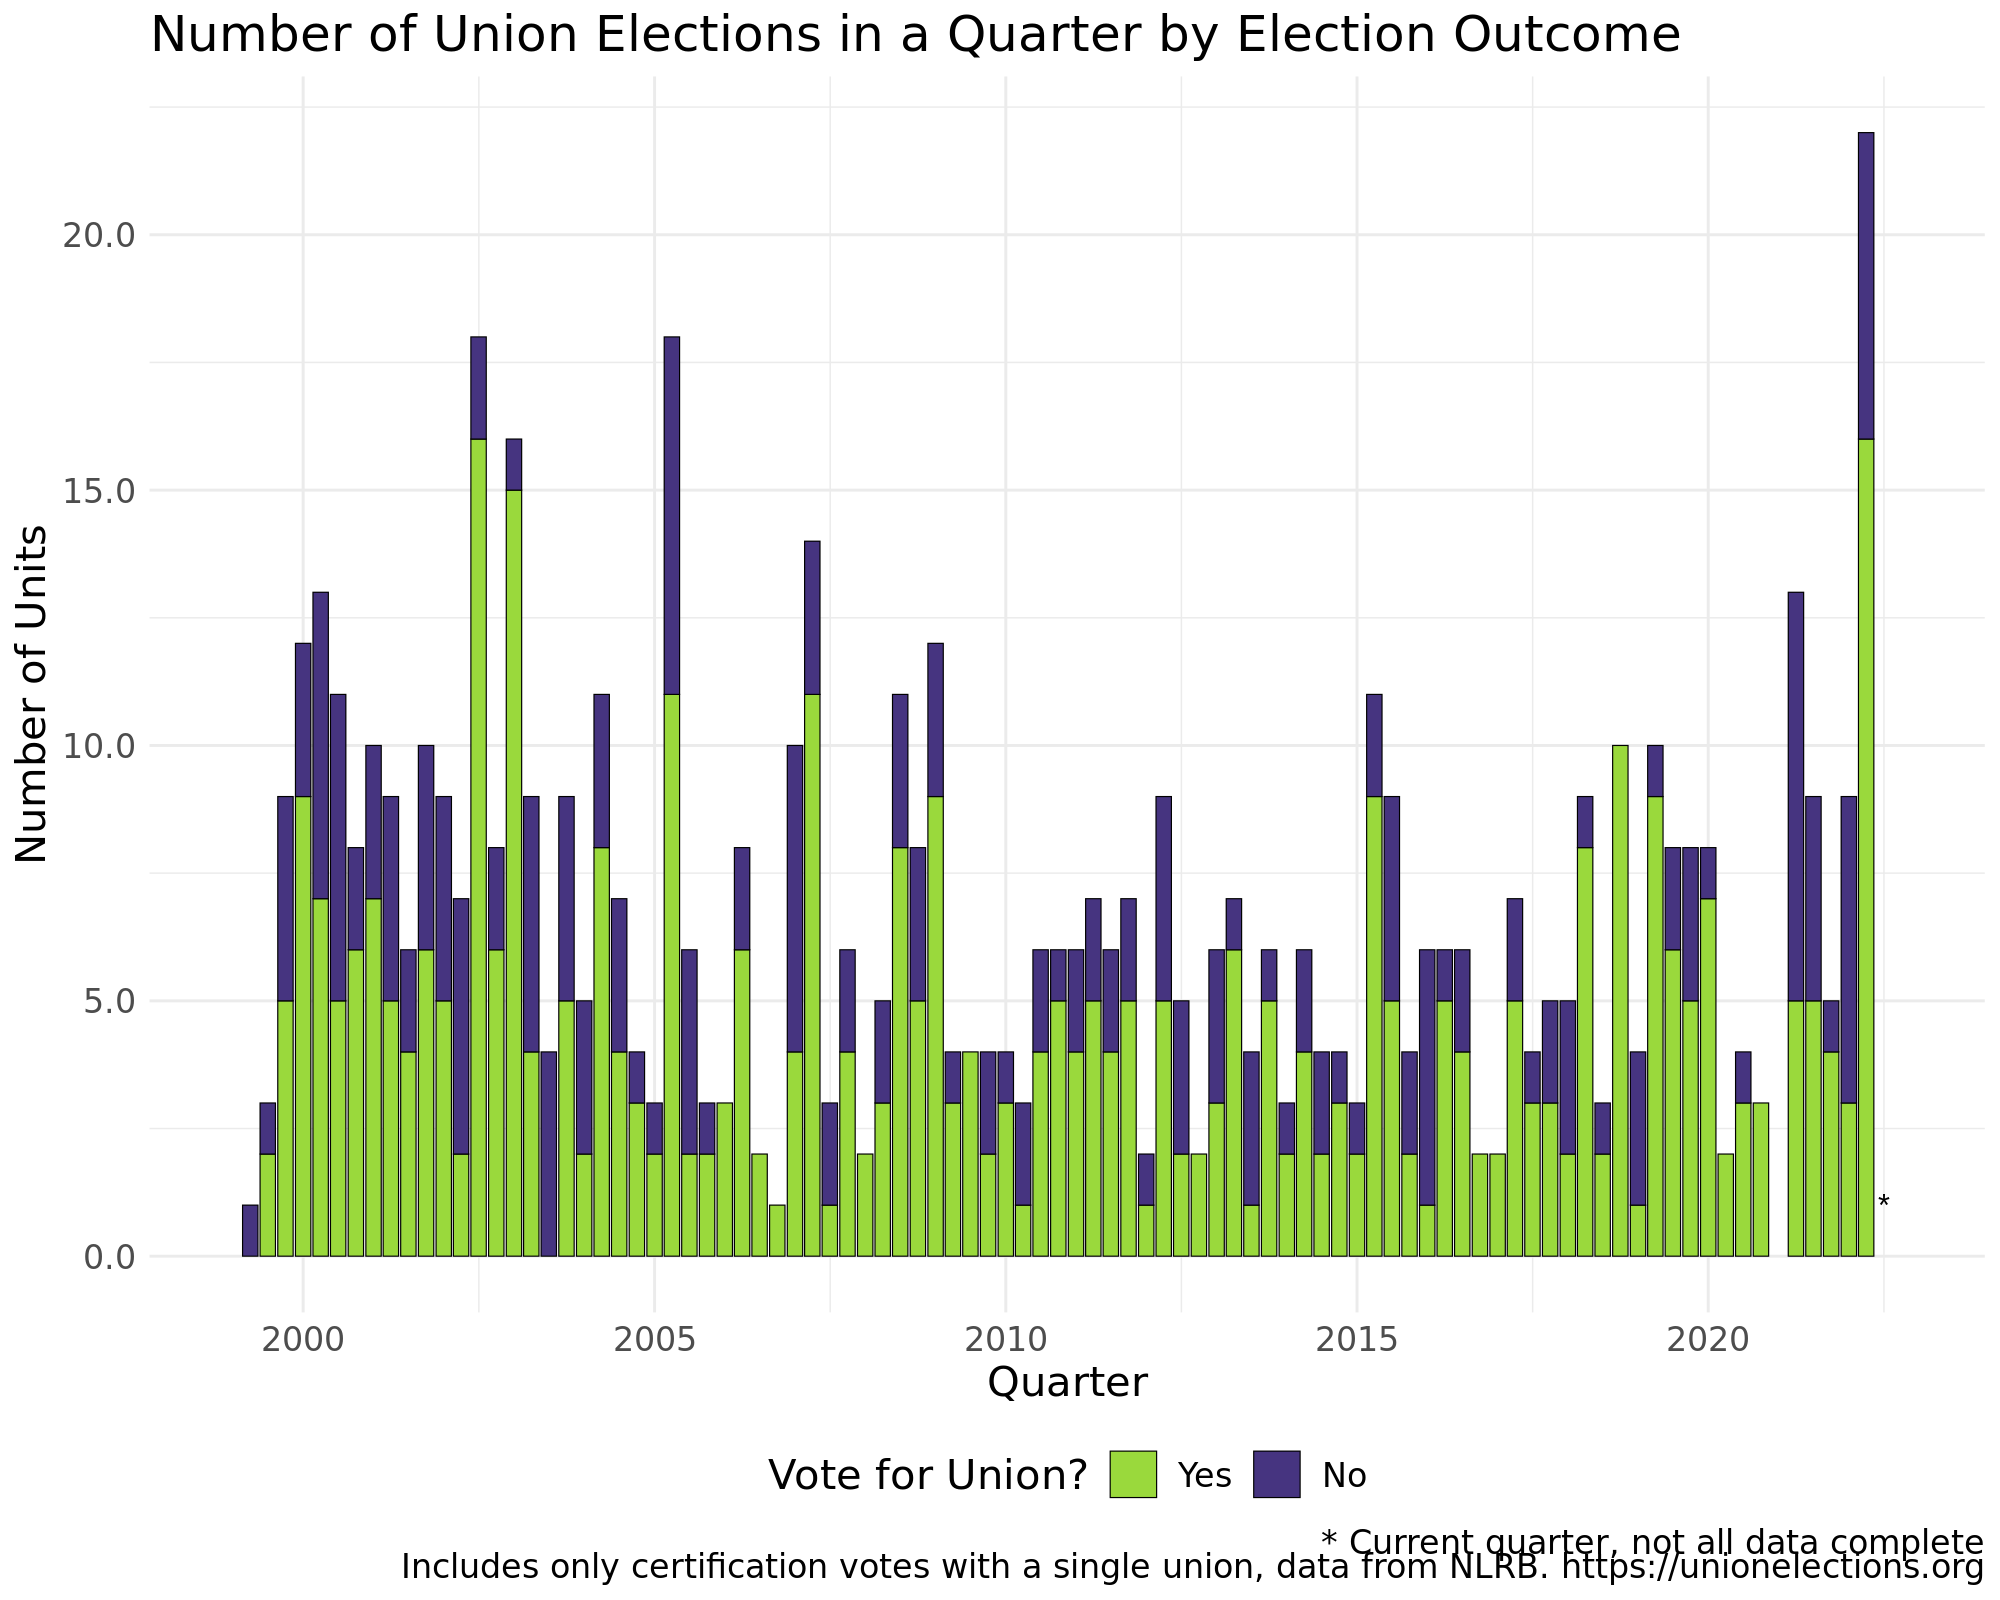 Number of Union Elections in a Quarter by Election Outcome
Number of Units
20.0
15.0
10.0
5.0
0.0
*
2000 2005 2010 2015 2020
Quarter
Vote for Union? Yes No
* Current quarter, not all data complete
Includes only certification votes with a single union, data from NLRB. https://unionelections.org